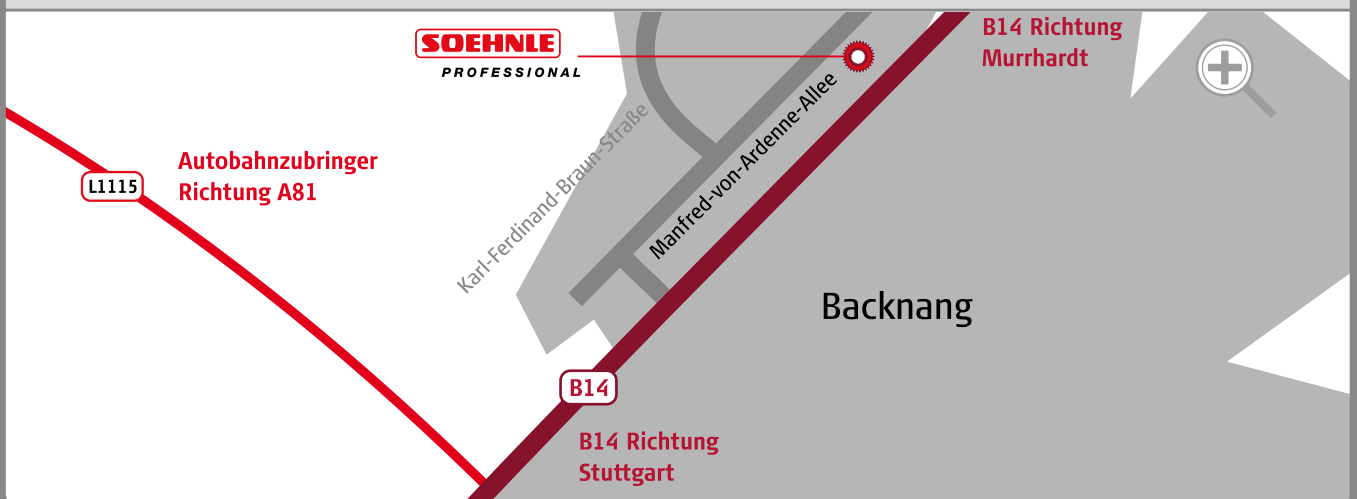 SOEHNLE
PROFESSIONAL
B14 Richtung
Murrhardt
Manfred-von-Ardenne-Allee
Karl-Ferdinand-Braun-Straße
Autobahnzubringer
Richtung A81
L1115
Backnang
B14
B14 Richtung
Stuttgart